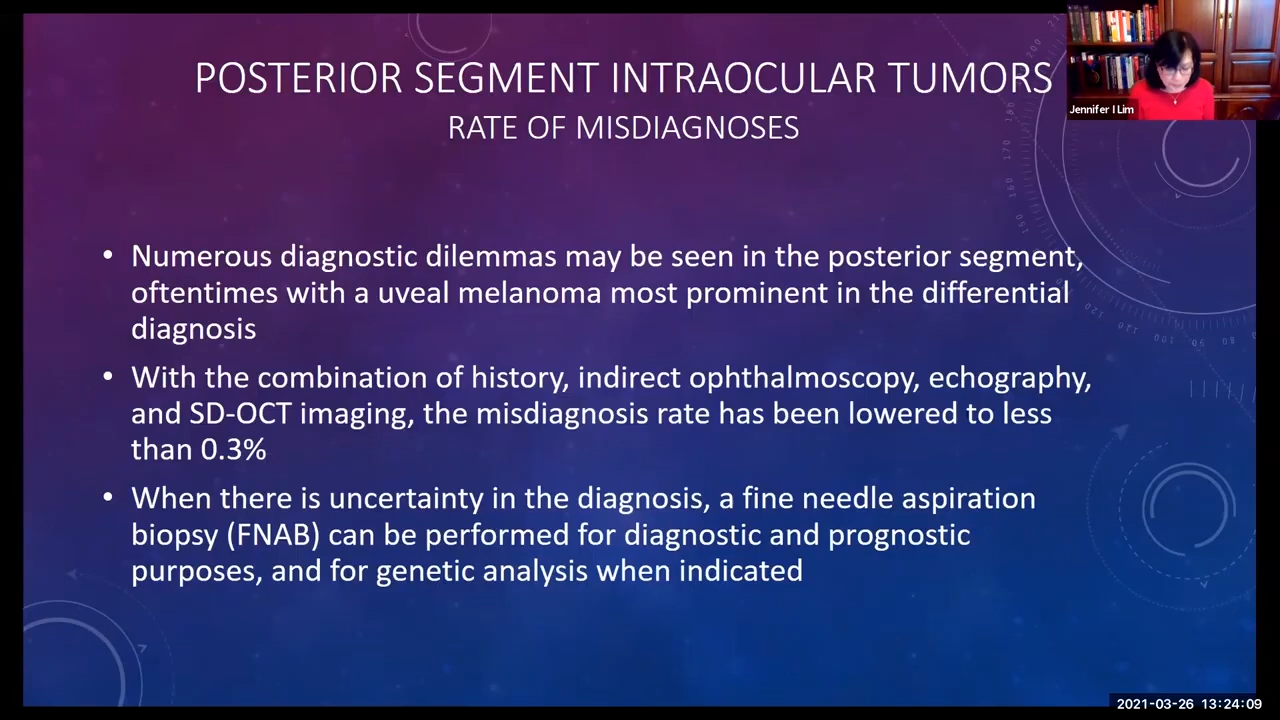 POSTERIOR SEGMENT INTRAOCULAR TUMORS
RATE OF MISDIAGNOSES
Jennifer I Lim
• Numerous diagnostic dilemmas may be seen in the posterior segment,
oftentimes with a uveal melanoma most prominent in the differential
diagnosis
• With the combination of history, indirect ophthalmoscopy, echography,
and SD-OCT imaging, the misdiagnosis rate has been lowered to less
than 0.3%
• When there is uncertainty in the diagnosis, a fine needle aspiration
biopsy (FNAB) can be performed for diagnostic and prognostic
purposes, and for genetic analysis when indicated
2021-03-26 13:24:09